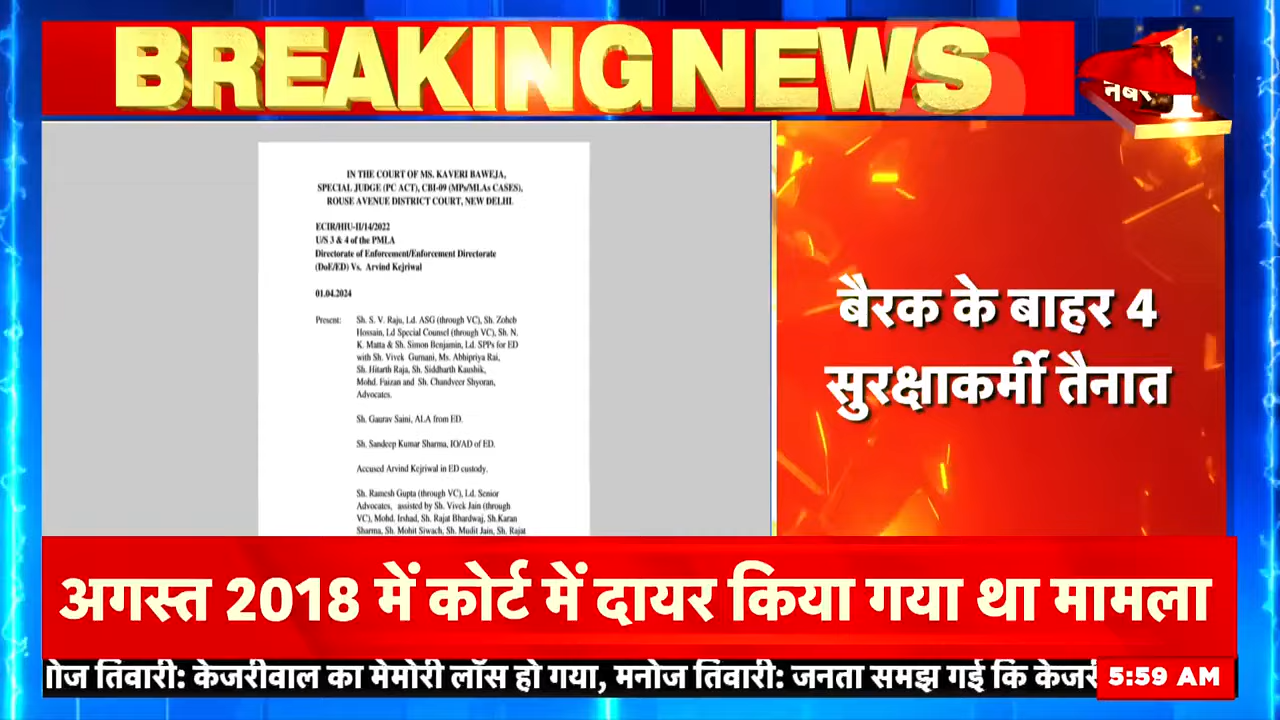 BREAKING NEWS
नंबर 1
IN THE COURT OF MS. KAVERI BAWEJA,
SPECIAL JUDGE (PC ACT), CBI-09 (MPs/MLAs CASES),
ROUSE AVENUE DISTRICT COURT, NEW DELHI.
ECIR/HIU-II/14/2022
U/S 3 & 4 of the PMLA
Directorate of Enforcement/Enforcement Directorate
(DoE/ED) Vs. Arvind Kejriwal
01.04.2024
Present: Sh. S. V. Raju, Ld. ASG (through VC), Sh. Zoheb
Hossain, Ld Special Counsel (through VC), Sh. N.
K. Matta & Sh. Simon Benjamin, Ld. SPPs for ED
with Sh. Vivek Gurnani, Ms. Abhipriya Rai,
Sh. Hitarth Raja, Sh. Siddharth Kaushik,
Mohd. Faizan and Sh. Chandveer Shyoran,
Advocates.
Sh. Gaurav Saini, ALA from ED.
Sh. Sandeep Kumar Sharma, IO/AD of ED.
Accused Arvind Kejriwal in ED custody.
Sh. Ramesh Gupta (through VC), Ld. Senior
Advocates, assisted by Sh. Vivek Jain (through
VC), Mohd. Irshad, Sh. Rajat Bhardwaj, Sh.Karan
Sharma, Sh. Mohit Siwach, Sh. Mudit Jain, Sh. Rajat
बैरक के बाहर 4
सुरक्षाकर्मी तैनात
अगस्त 2018 में कोर्ट में दायर किया गया था मामला
तिवारी: केजरीवाल का मेमोरी लॉस हो गया, मनोज तिवारी: जनता समझ गई कि
5:59 AM